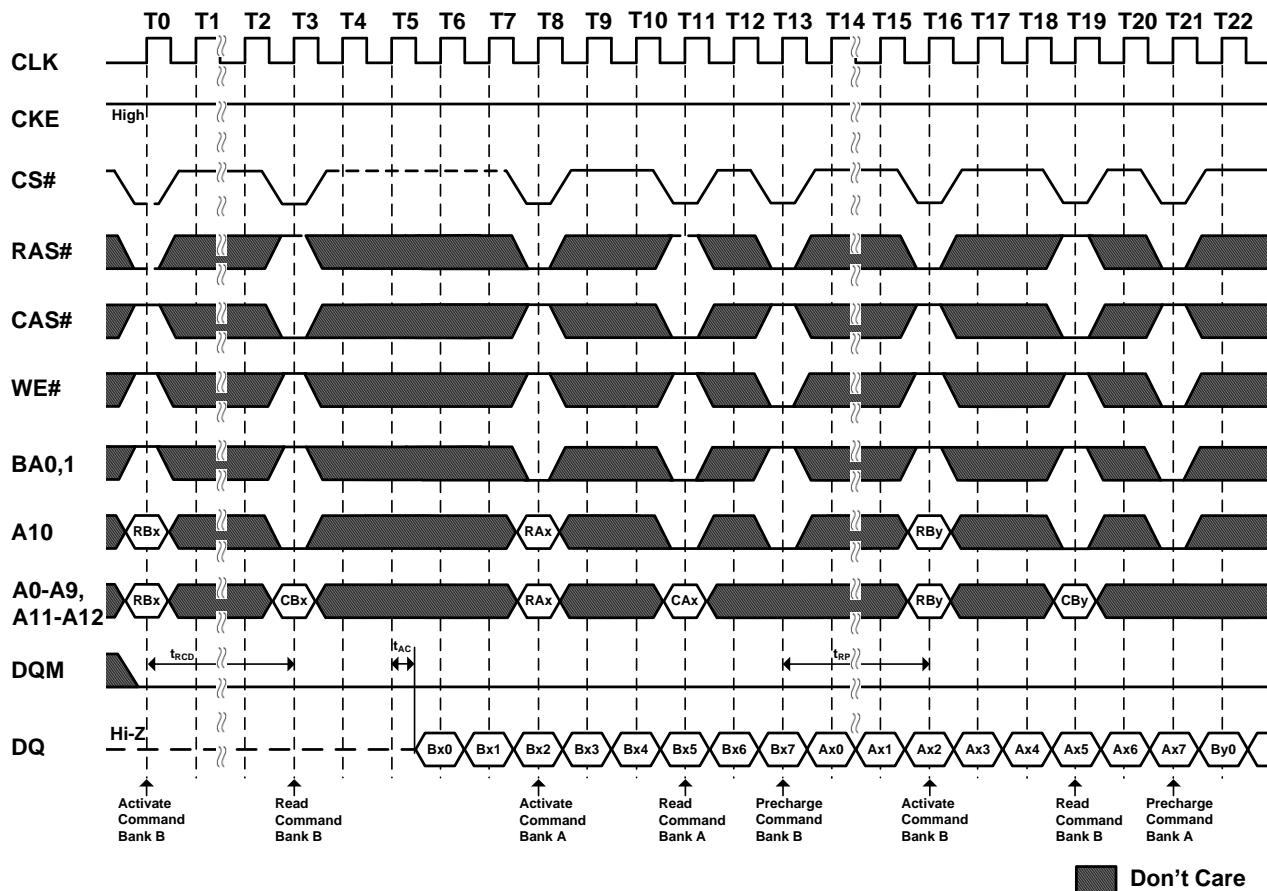 T0 T1 T2 T3 T4 T5 T6 T7 T8 T9 T10 T11 T12 T13 T14 T15 T16 T17 T18 T19 T20 T21 T22
CLK
CKE High
CS#
RAS#
CAS#
WE#
BA0,1
A10 RBx RAx RBy
A0-A9,
A11-A12 RBx CBx RAx CAx RBy CBy
DQM tRCD tAC tRP
DQ Hi-Z Bx0 Bx1 Bx2 Bx3 Bx4 Bx5 Bx6 Bx7 Ax0 Ax1 Ax2 Ax3 Ax4 Ax5 Ax6 Ax7 By0
Activate
Command
Bank B
Read
Command
Bank B
Activate
Command
Bank A
Read
Command
Bank A
Precharge
Command
Bank B
Activate
Command
Bank B
Read
Command
Bank B
Precharge
Command
Bank A
Don't Care